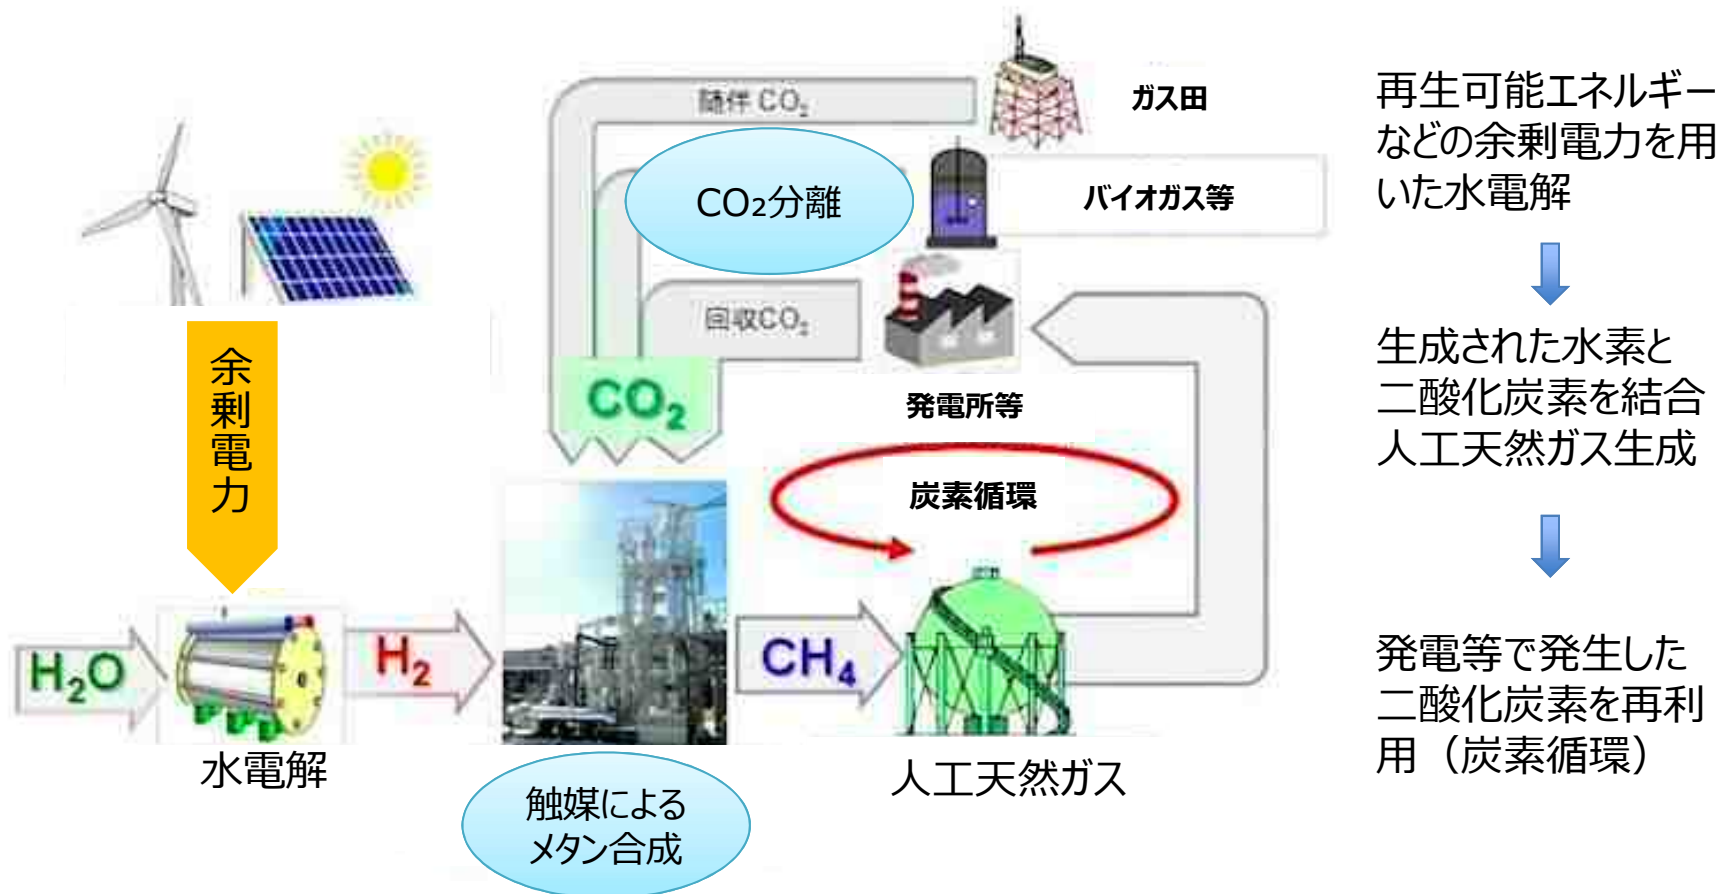 随伴 CO₂
ガス田
CO₂分離
バイオガス等
回収CO₂
CO₂
発電所等
炭素循環
余剰電力
H₂O
H₂
CH₄
水電解
触媒による
メタン合成
人工天然ガス
再生可能エネルギー
などの余剰電力を用
いた水電解
生成された水素と
二酸化炭素を結合
人工天然ガス生成
発電等で発生した
二酸化炭素を再利
用（炭素循環）